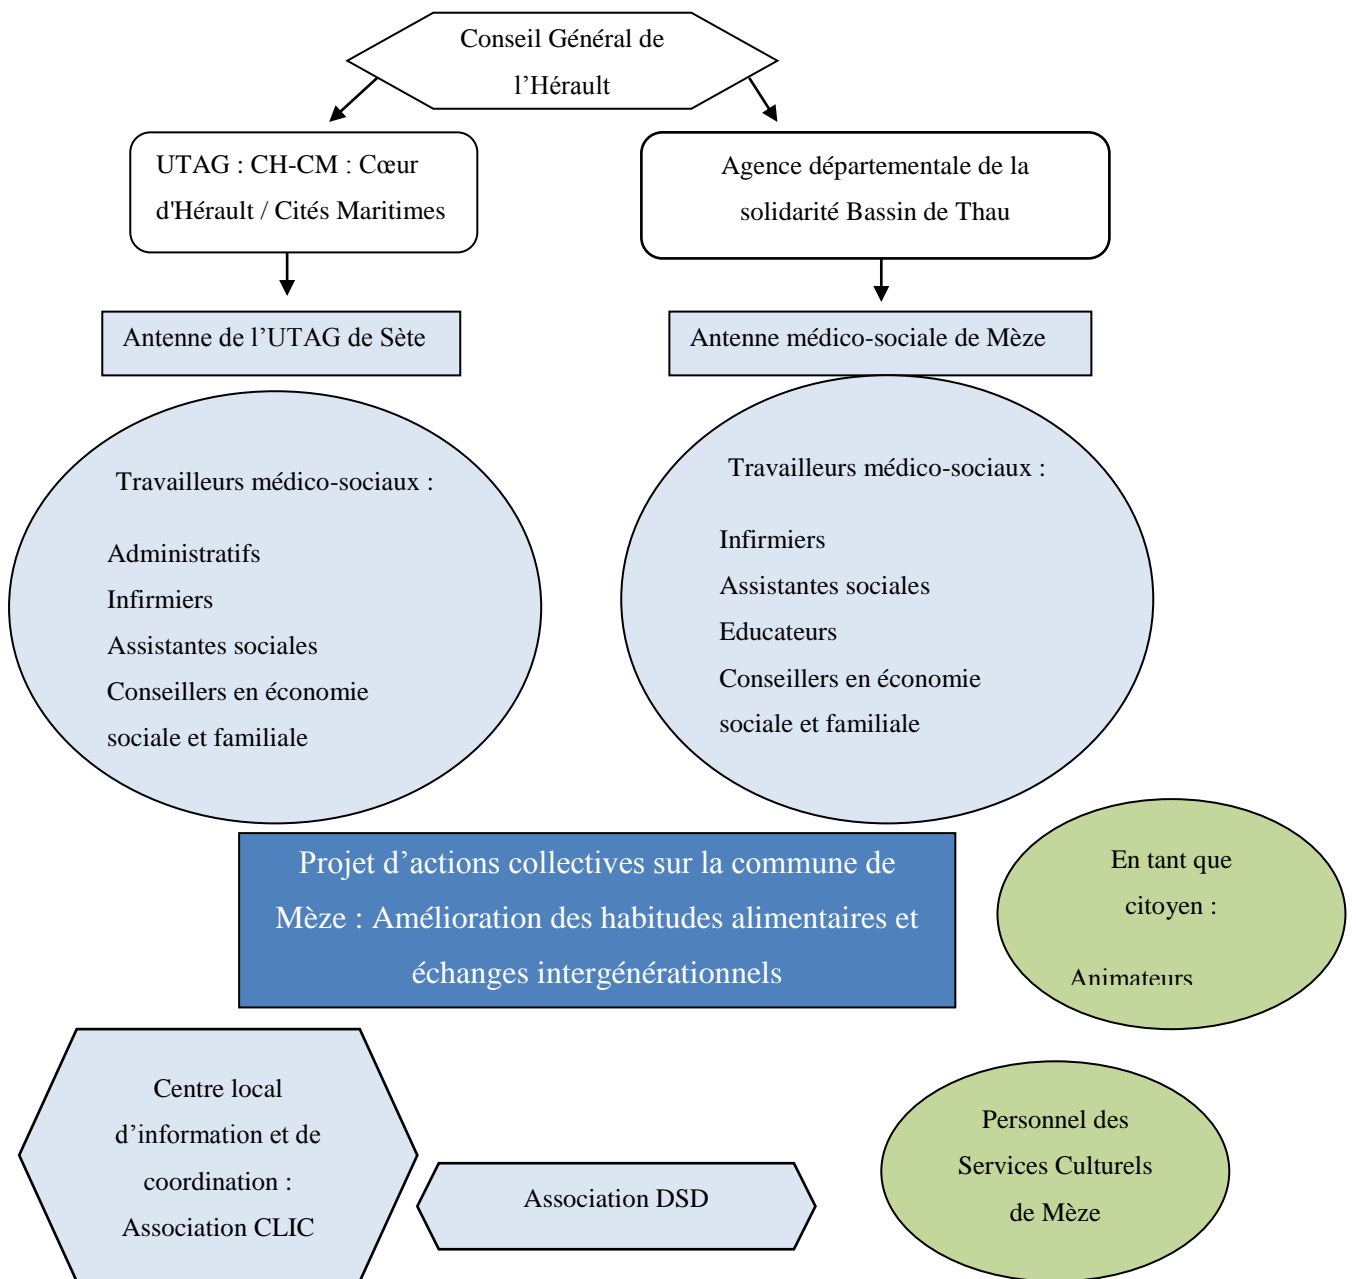 Conseil Général de
l’Hérault
UTAG : CH-CM : Cœur
d'Hérault / Cités Maritimes
Agence départementale de la
solidarité Bassin de Thau
Antenne de l’UTAG de Sète
Antenne médico-sociale de Mèze
Travailleurs médico-sociaux :
Administratifs
Infirmiers
Assistantes sociales
Conseillers en économie
sociale et familiale
Travailleurs médico-sociaux :
Infirmiers
Assistantes sociales
Educateurs
Conseillers en économie
sociale et familiale
Projet d’actions collectives sur la commune de
Mèze : Amélioration des habitudes alimentaires et
échanges intergénérationnels
En tant que
citoyen :
Animateurs
Centre local
d’information et de
coordination :
Association CLIC
Association DSD
Personnel des
Services Culturels
de Mèze